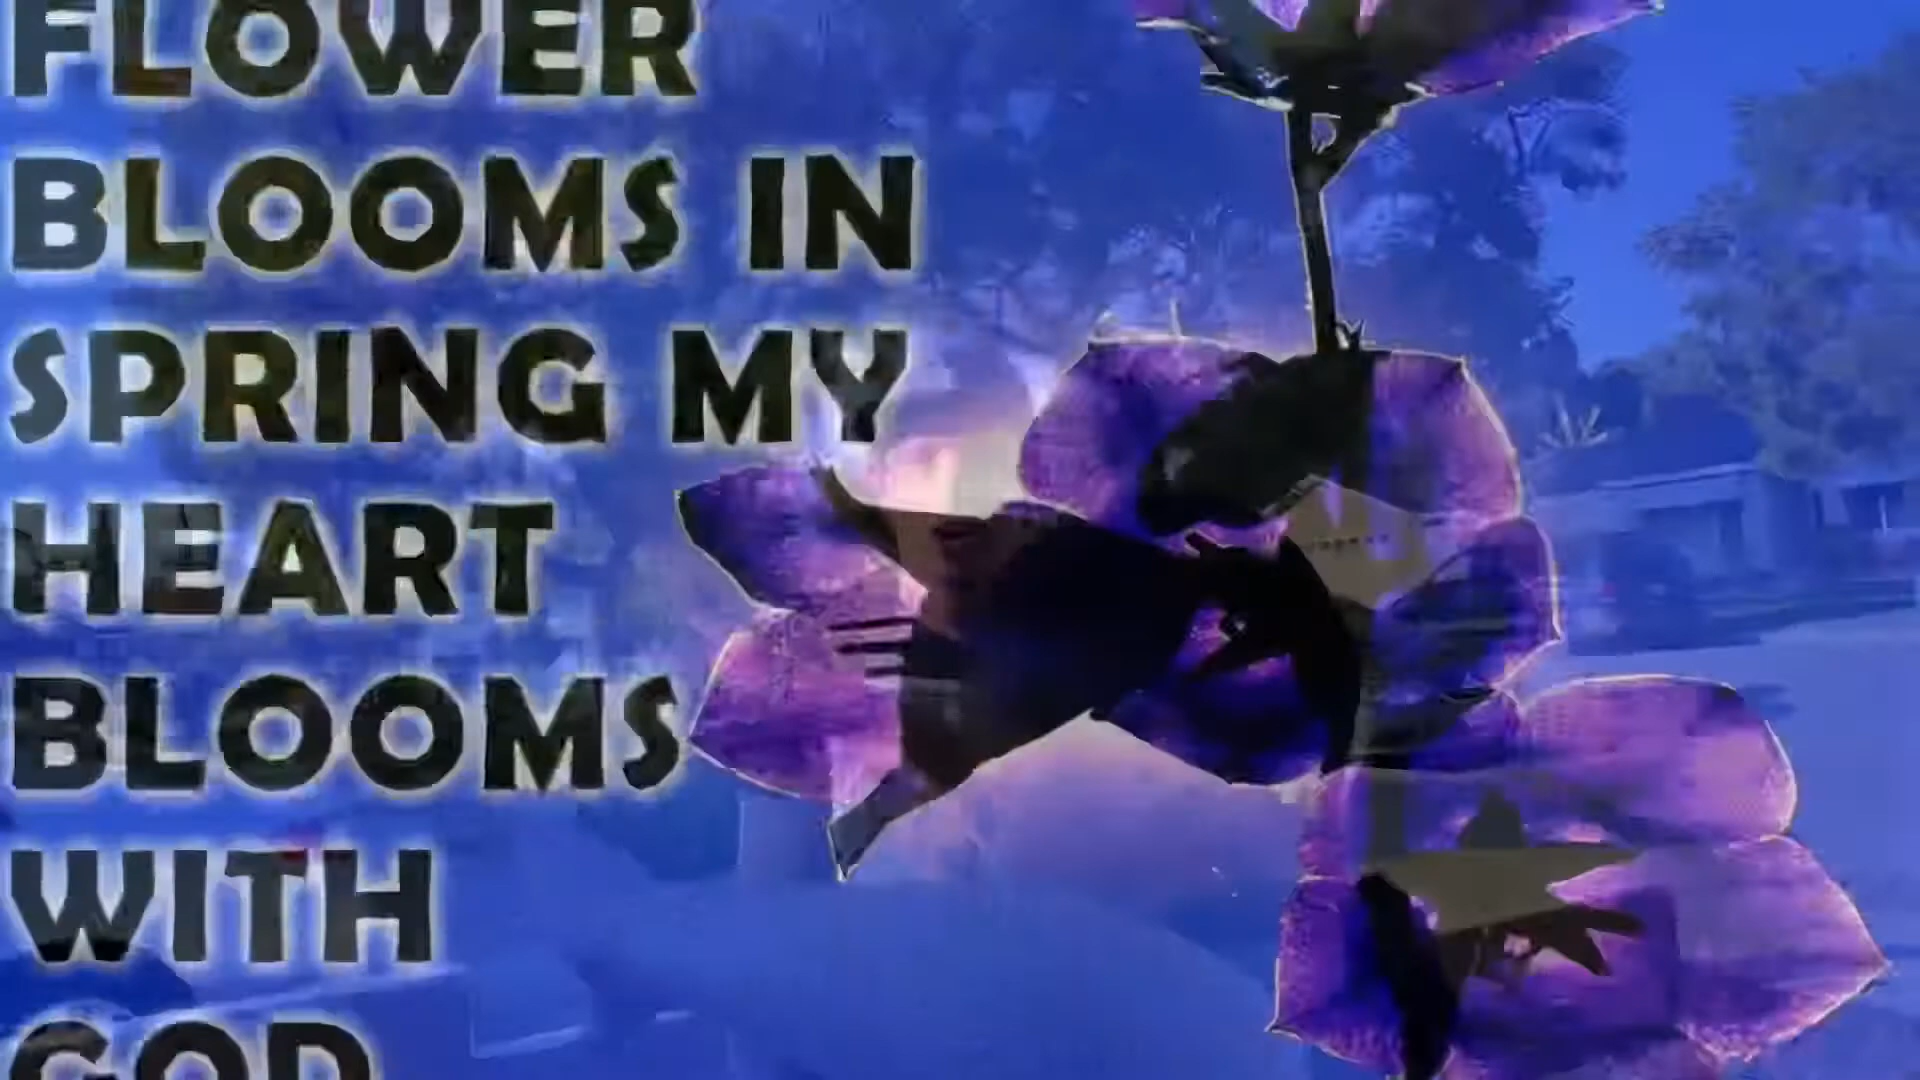 FLOWER
BLOOMS IN
SPRING MY
HEART
BLOOMS
WITH
GOD